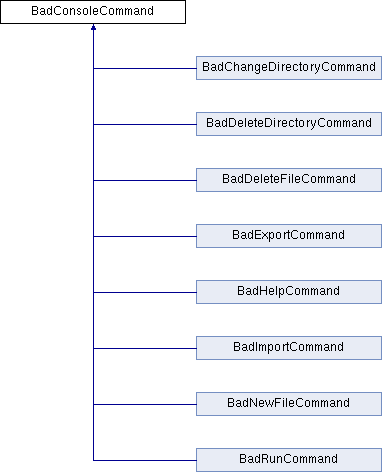 BadConsoleCommand
BadChangeDirectoryCommand
BadDeleteDirectoryCommand
BadDeleteFileCommand
BadExportCommand
BadHelpCommand
BadImportCommand
BadNewFileCommand
BadRunCommand